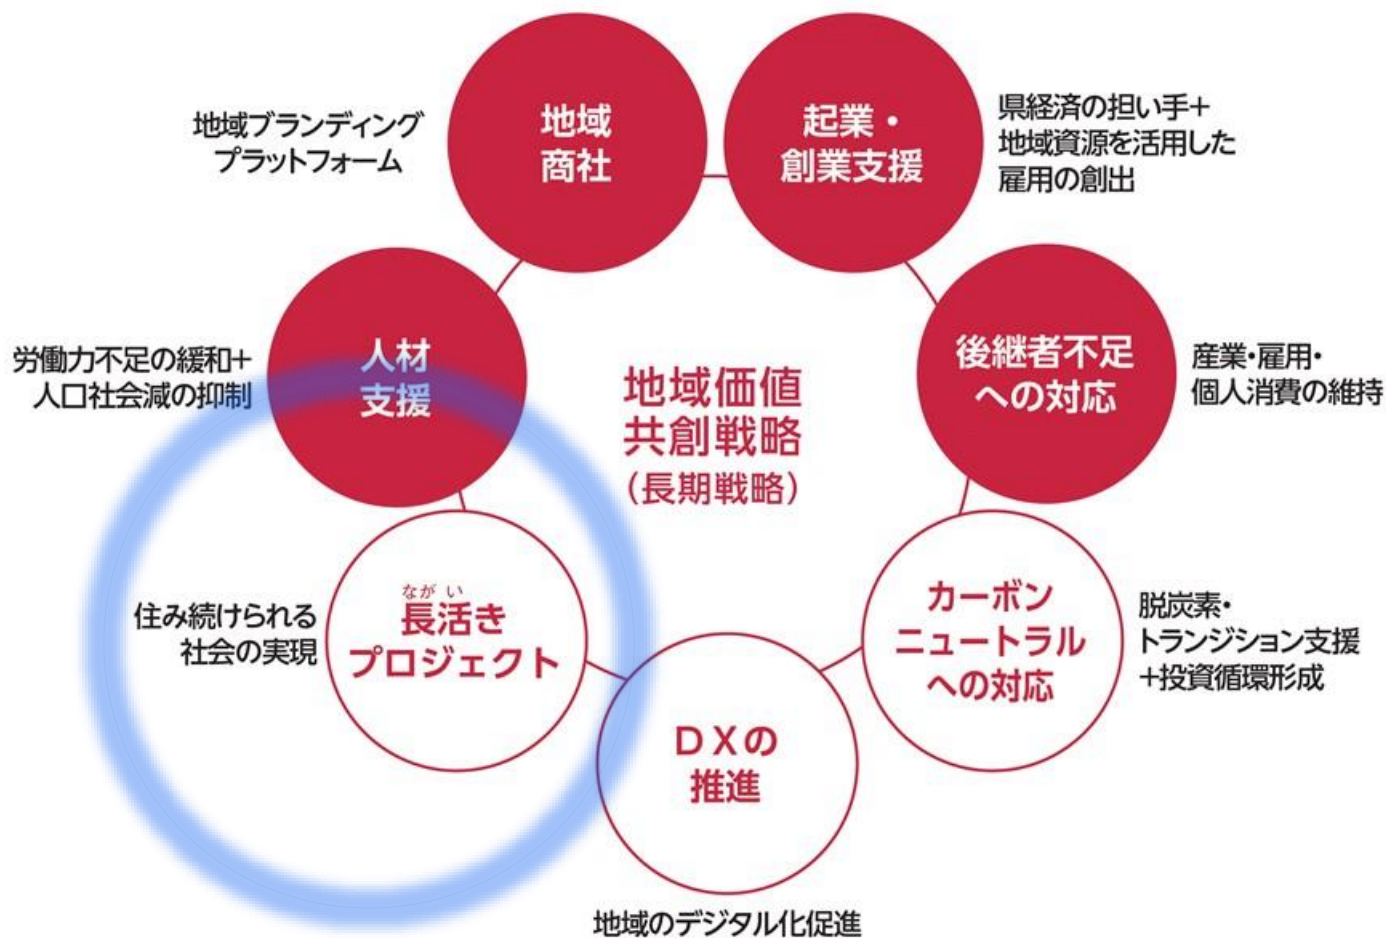 地域ブランディング
プラットフォーム
地域
商社
起業・
創業支援
県経済の担い手＋
地域資源を活用した
雇用の創出
労働力不足の緩和＋
人口社会減の抑制
人材
支援
地域価値
共創戦略
（長期戦略）
後継者不足
への対応
産業・雇用・
個人消費の維持
住み続けられる
社会の実現
ながい
長活き
プロジェクト
DXの
推進
地域のデジタル化促進
カーボン
ニュートラル
への対応
脱炭素・
トランジション支援
＋投資循環形成